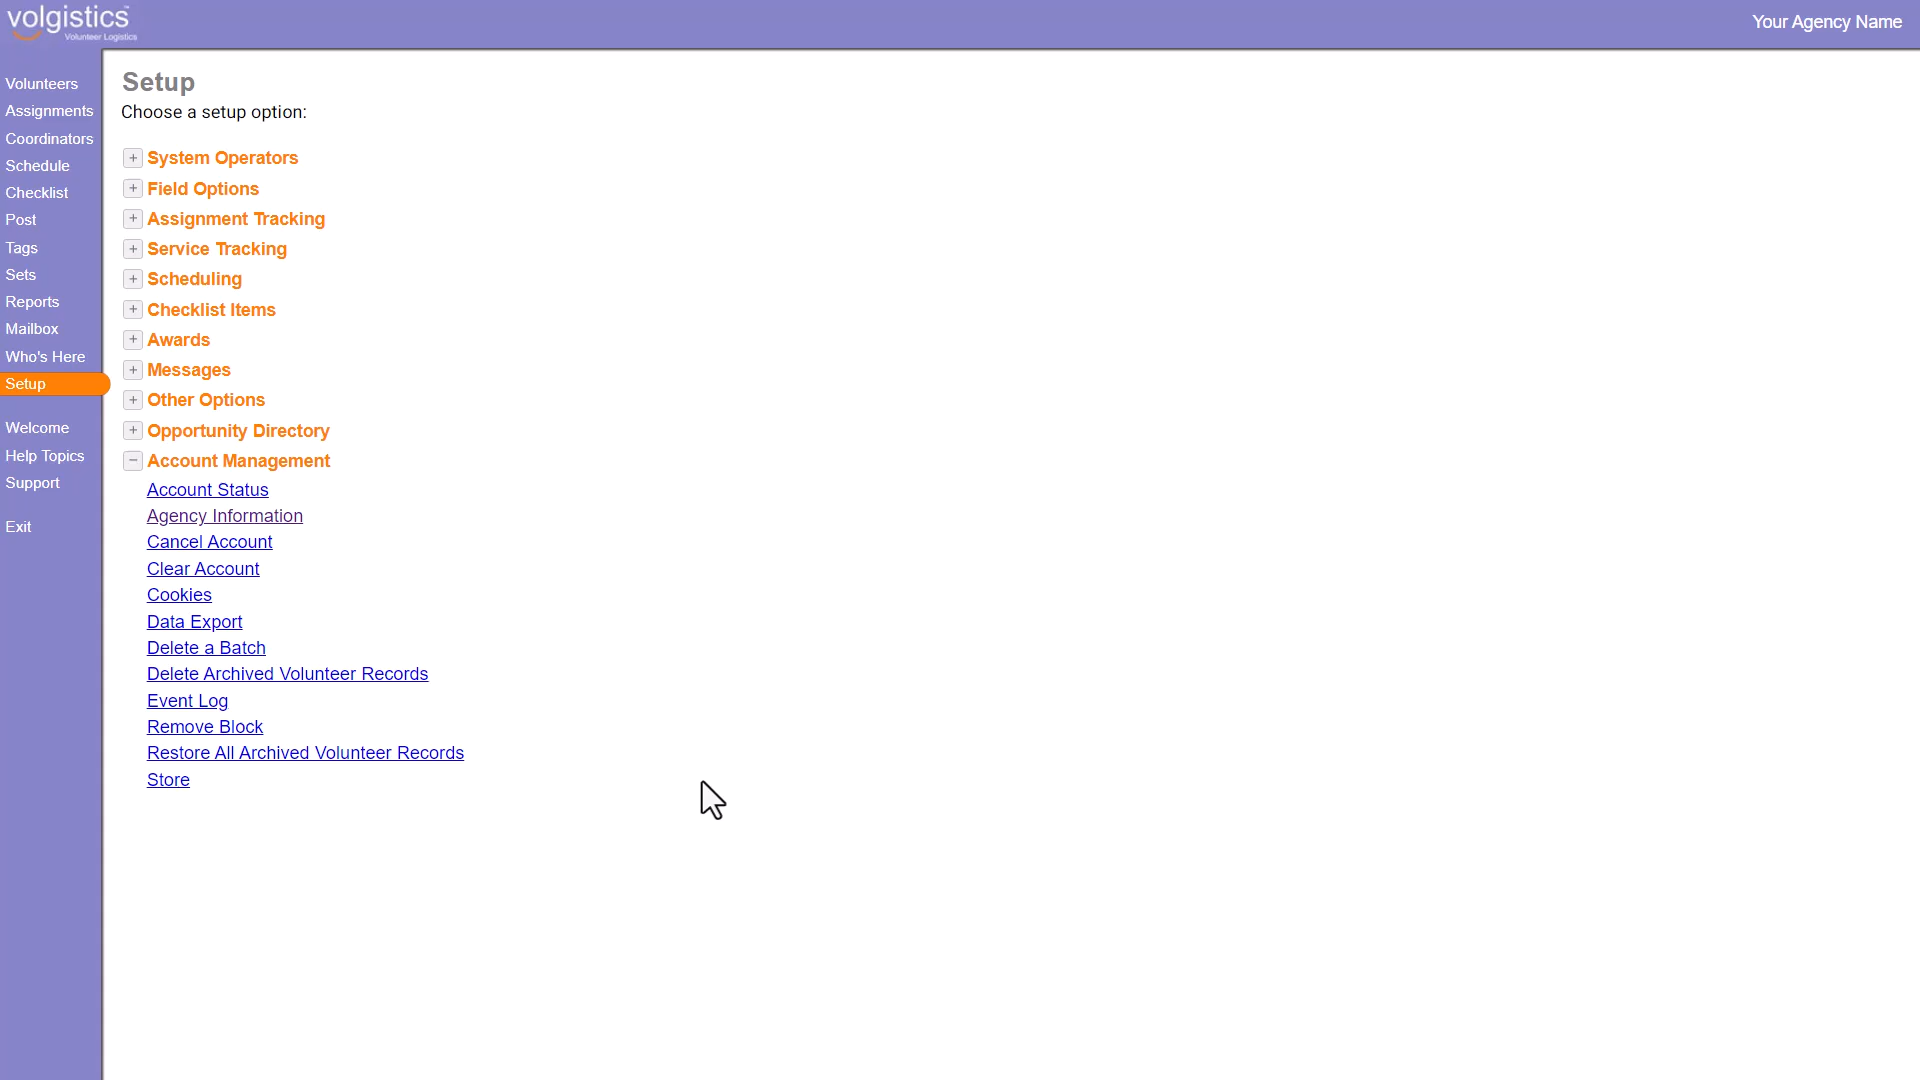 volgistics
Volunteer Logistics
Your Agency Name
Volunteers
Assignments
Coordinators
Schedule
Checklist
Post
Tags
Sets
Reports
Mailbox
Who's Here
Setup
Welcome
Help Topics
Support
Exit
Setup
Choose a setup option:
+ System Operators
+ Field Options
+ Assignment Tracking
+ Service Tracking
+ Scheduling
+ Checklist Items
+ Awards
+ Messages
+ Other Options
+ Opportunity Directory
− Account Management
Account Status
Agency Information
Cancel Account
Clear Account
Cookies
Data Export
Delete a Batch
Delete Archived Volunteer Records
Event Log
Remove Block
Restore All Archived Volunteer Records
Store